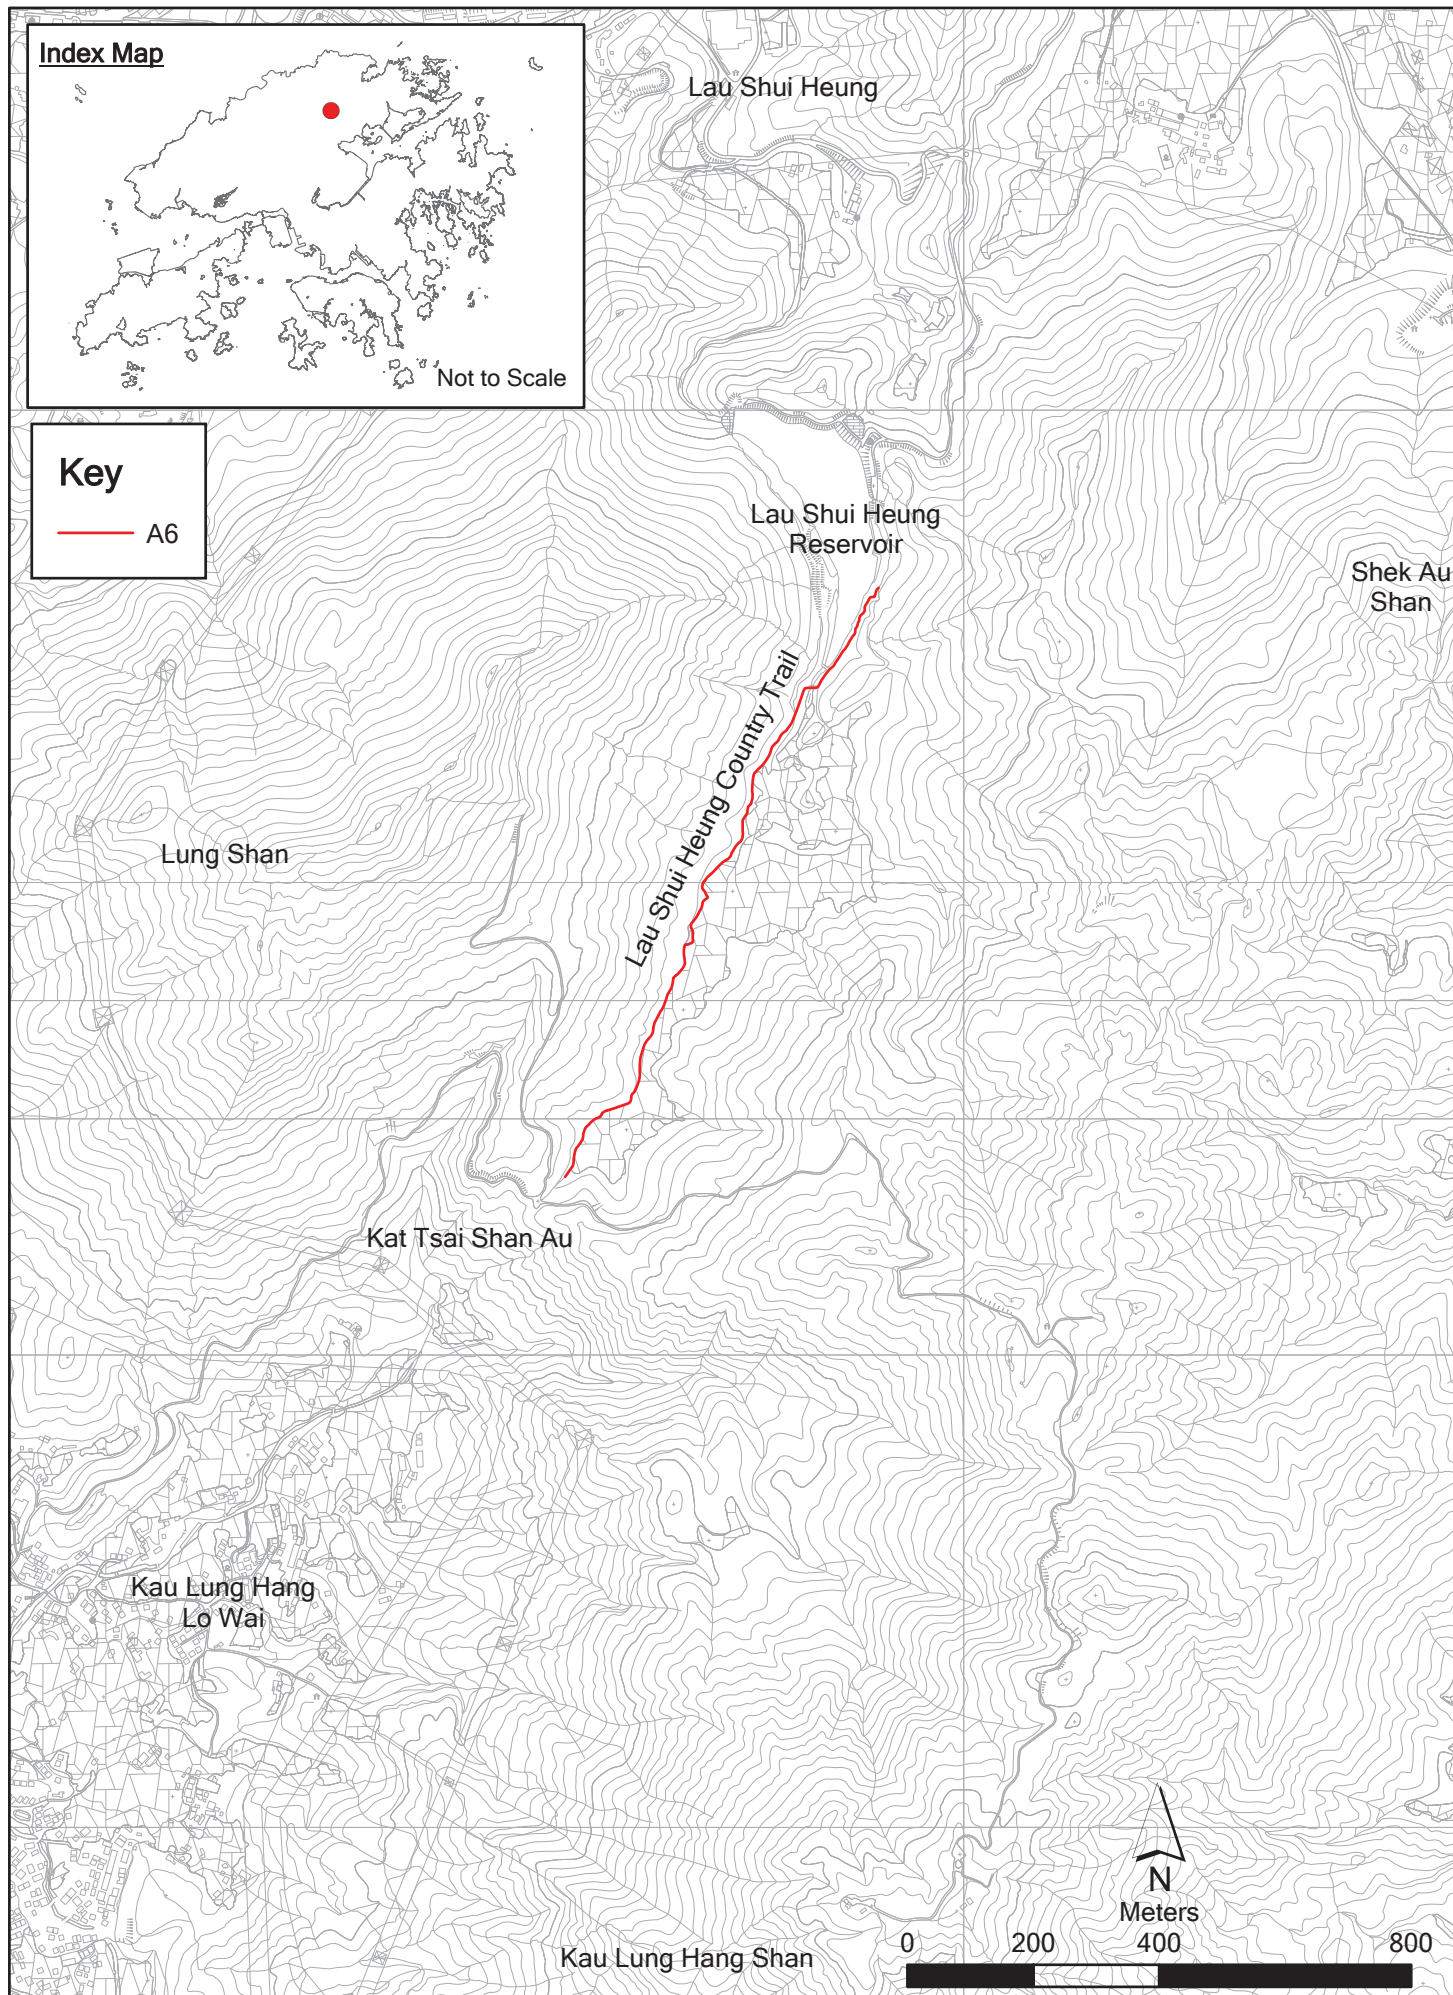 Index Map
Not to Scale
Key
A6
Lau Shui Heung
Lau Shui Heung
Reservoir
Shek Au
Shan
Lau Shui Heung Country Trail
Lung Shan
Kat Tsai Shan Au
Kau Lung Hang
Lo Wai
Kau Lung Hang Shan
N
Meters
0 200 400 800